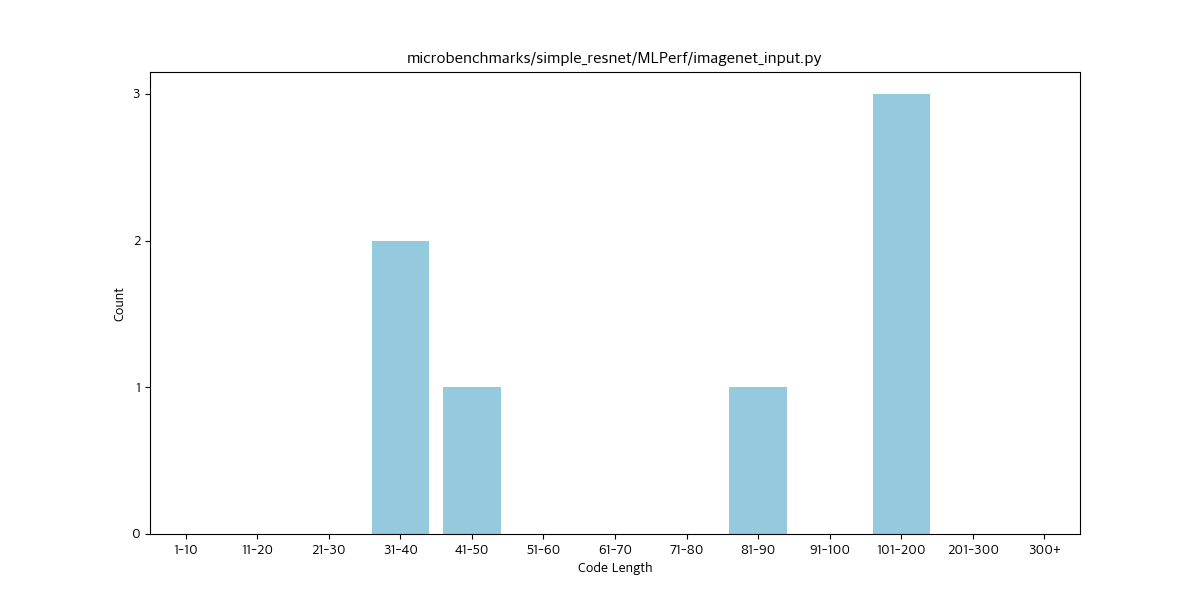 microbenchmarks/simple_resnet/MLPerf/imagenet_input.py
3
2
1
0
Count
1-10 11-20 21-30 31-40 41-50 51-60 61-70 71-80 81-90 91-100 101-200 201-300 300+
Code Length